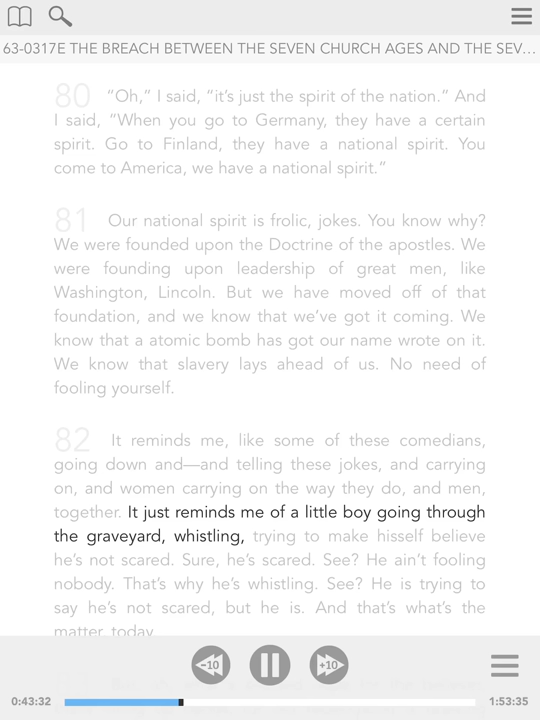 63-0317E THE BREACH BETWEEN THE SEVEN CHURCH AGES AND THE SEV...
80 “Oh,” I said, “it’s just the spirit of the nation.” And
I said, “When you go to Germany, they have a certain
spirit. Go to Finland, they have a national spirit. You
come to America, we have a national spirit.”
81 Our national spirit is frolic, jokes. You know why?
We were founded upon the Doctrine of the apostles. We
were founding upon leadership of great men, like
Washington, Lincoln. But we have moved off of that
foundation, and we know that we’ve got it coming. We
know that a atomic bomb has got our name wrote on it.
We know that slavery lays ahead of us. No need of
fooling yourself.
82 It reminds me, like some of these comedians,
going down and—and telling these jokes, and carrying
on, and women carrying on the way they do, and men,
together. It just reminds me of a little boy going through
the graveyard, whistling, trying to make hisself believe
he’s not scared. Sure, he’s scared. See? He ain’t fooling
nobody. That’s why he’s whistling. See? He is trying to
say he’s not scared, but he is. And that’s what’s the
matter today.
-10 +10
0:43:32 1:53:35